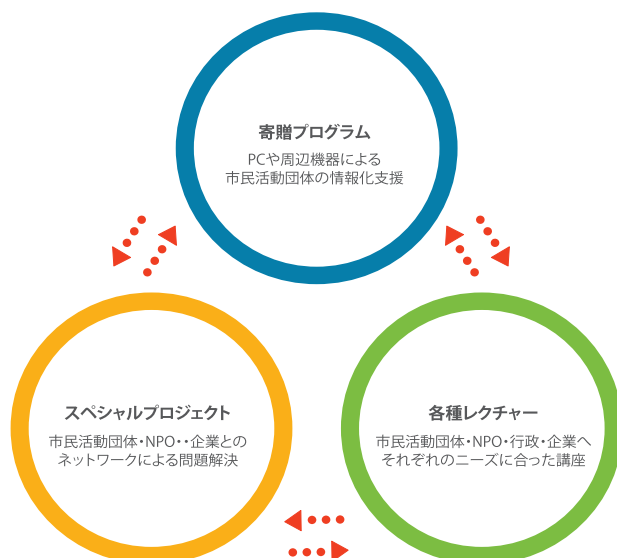 寄贈プログラム
PCや周辺機器による
市民活動団体の情報化支援
スペシャルプロジェクト
市民活動団体・NPO・・企業との
ネットワークによる問題解決
各種レクチャー
市民活動団体・NPO・行政・企業へ
それぞれのニーズに合った講座